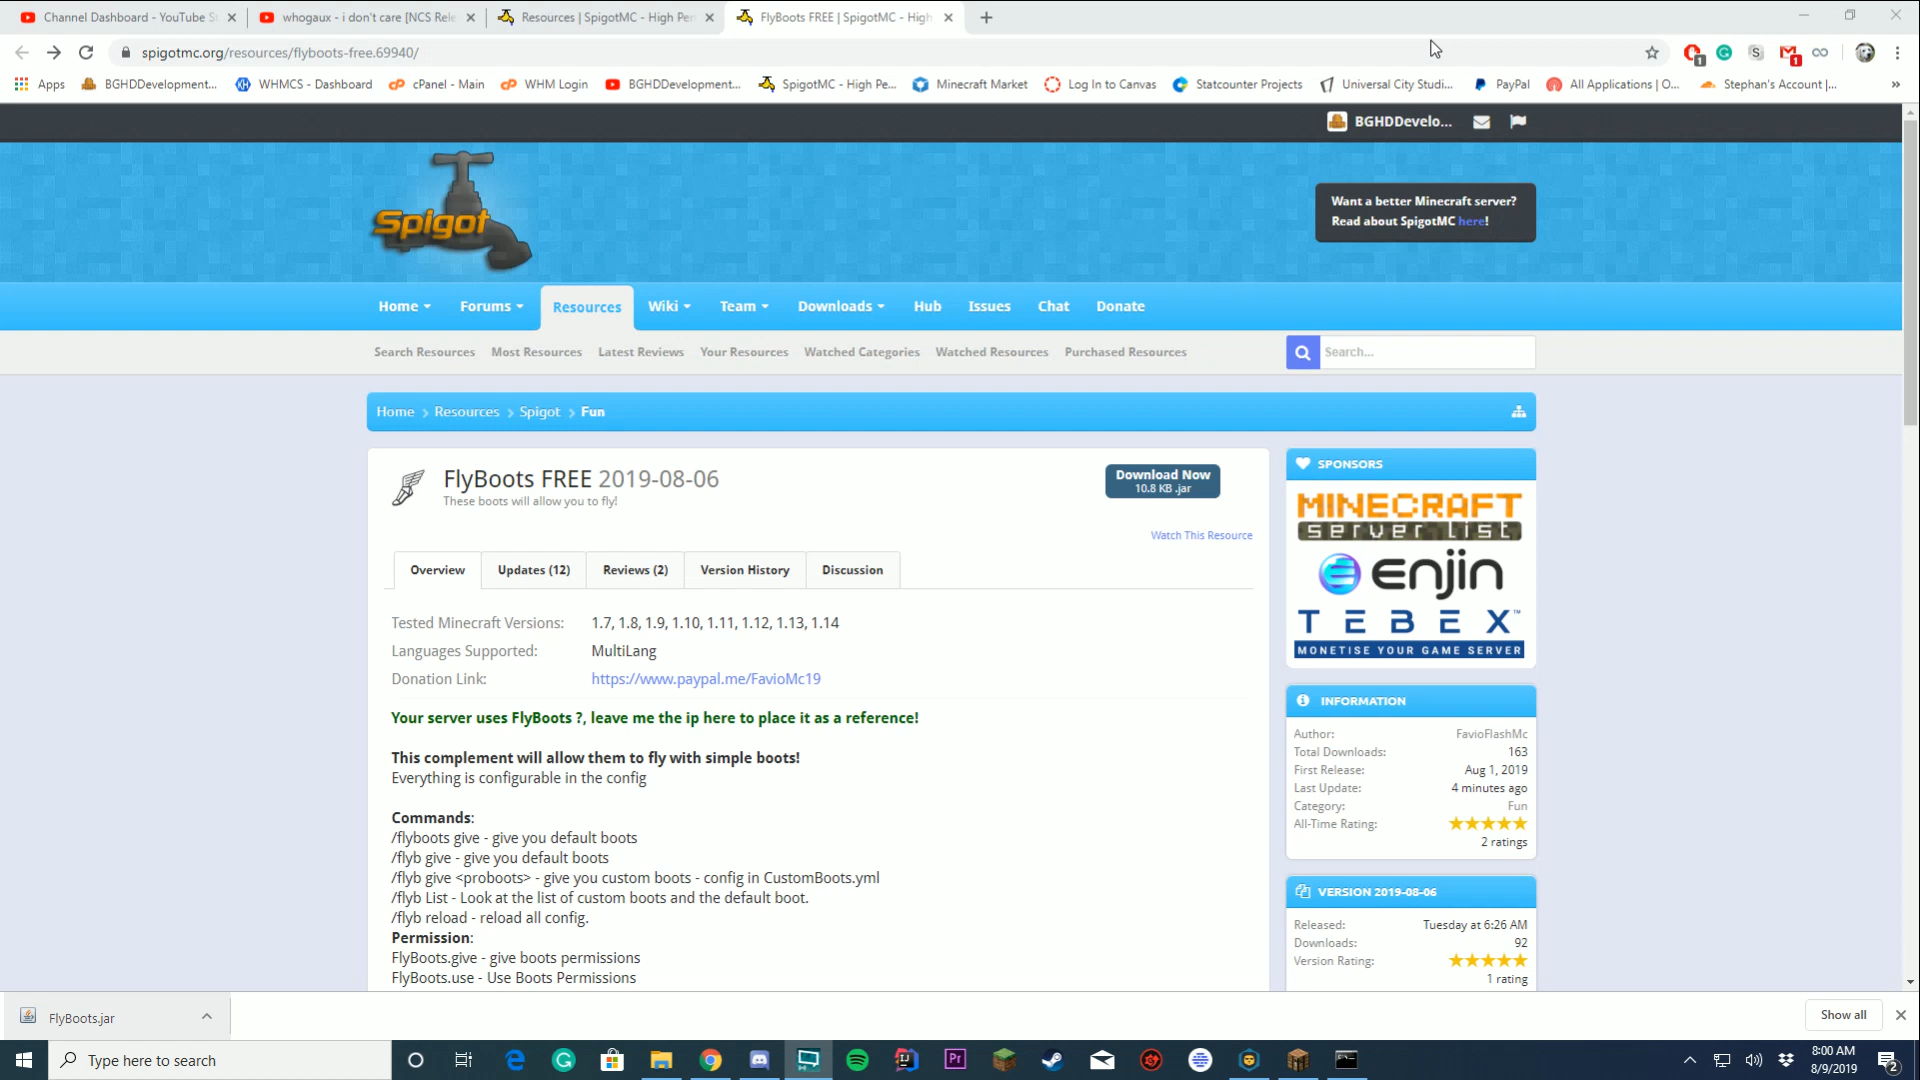 Channel Dashboard - YouTube S
whogaux - i don't care [NCS Rele
Resources | SpigotMC - High Per
FlyBoots FREE | SpigotMC - High
spigotmc.org/resources/flyboots-free.69940/
Apps
BGHDDevelopment...
WHMCS - Dashboard
cPanel - Main
WHM Login
BGHDDevelopment...
SpigotMC - High Pe...
Minecraft Market
Log In to Canvas
Statcounter Projects
Universal City Studi...
PayPal
All Applications | O...
Stephan's Account |...
BGHDDevelo...
Spigot
Want a better Minecraft server?
Read about SpigotMC here!
Home Forums Resources Wiki Team Downloads Hub Issues Chat Donate
Search Resources Most Resources Latest Reviews Your Resources Watched Categories Watched Resources Purchased Resources
Search...
Home > Resources > Spigot > Fun
FlyBoots FREE 2019-08-06
These boots will allow you to fly!
Download Now
10.8 KB .jar
Watch This Resource
Overview
Updates (12)
Reviews (2)
Version History
Discussion
Tested Minecraft Versions: 1.7, 1.8, 1.9, 1.10, 1.11, 1.12, 1.13, 1.14
Languages Supported: MultiLang
Donation Link: https://www.paypal.me/FavioMc19
Your server uses FlyBoots ?, leave me the ip here to place it as a reference!
This complement will allow them to fly with simple boots!
Everything is configurable in the config
Commands:
/flyboots give - give you default boots
/flyb give - give you default boots
/flyb give <proboots> - give you custom boots - config in CustomBoots.yml
/flyb List - Look at the list of custom boots and the default boot.
/flyb reload - reload all config.
Permission:
FlyBoots.give - give boots permissions
FlyBoots.use - Use Boots Permissions
SPONSORS
MINECRAFT
server list
enjin
TEBEX™
MONETISE YOUR GAME SERVER
INFORMATION
Author: FavioFlashMc
Total Downloads: 163
First Release: Aug 1, 2019
Last Update: 4 minutes ago
Category: Fun
All-Time Rating:
2 ratings
VERSION 2019-08-06
Released: Tuesday at 6:26 AM
Downloads: 92
Version Rating:
1 rating
FlyBoots.jar
Show all
Type here to search
Pr
8:00 AM
8/9/2019
2